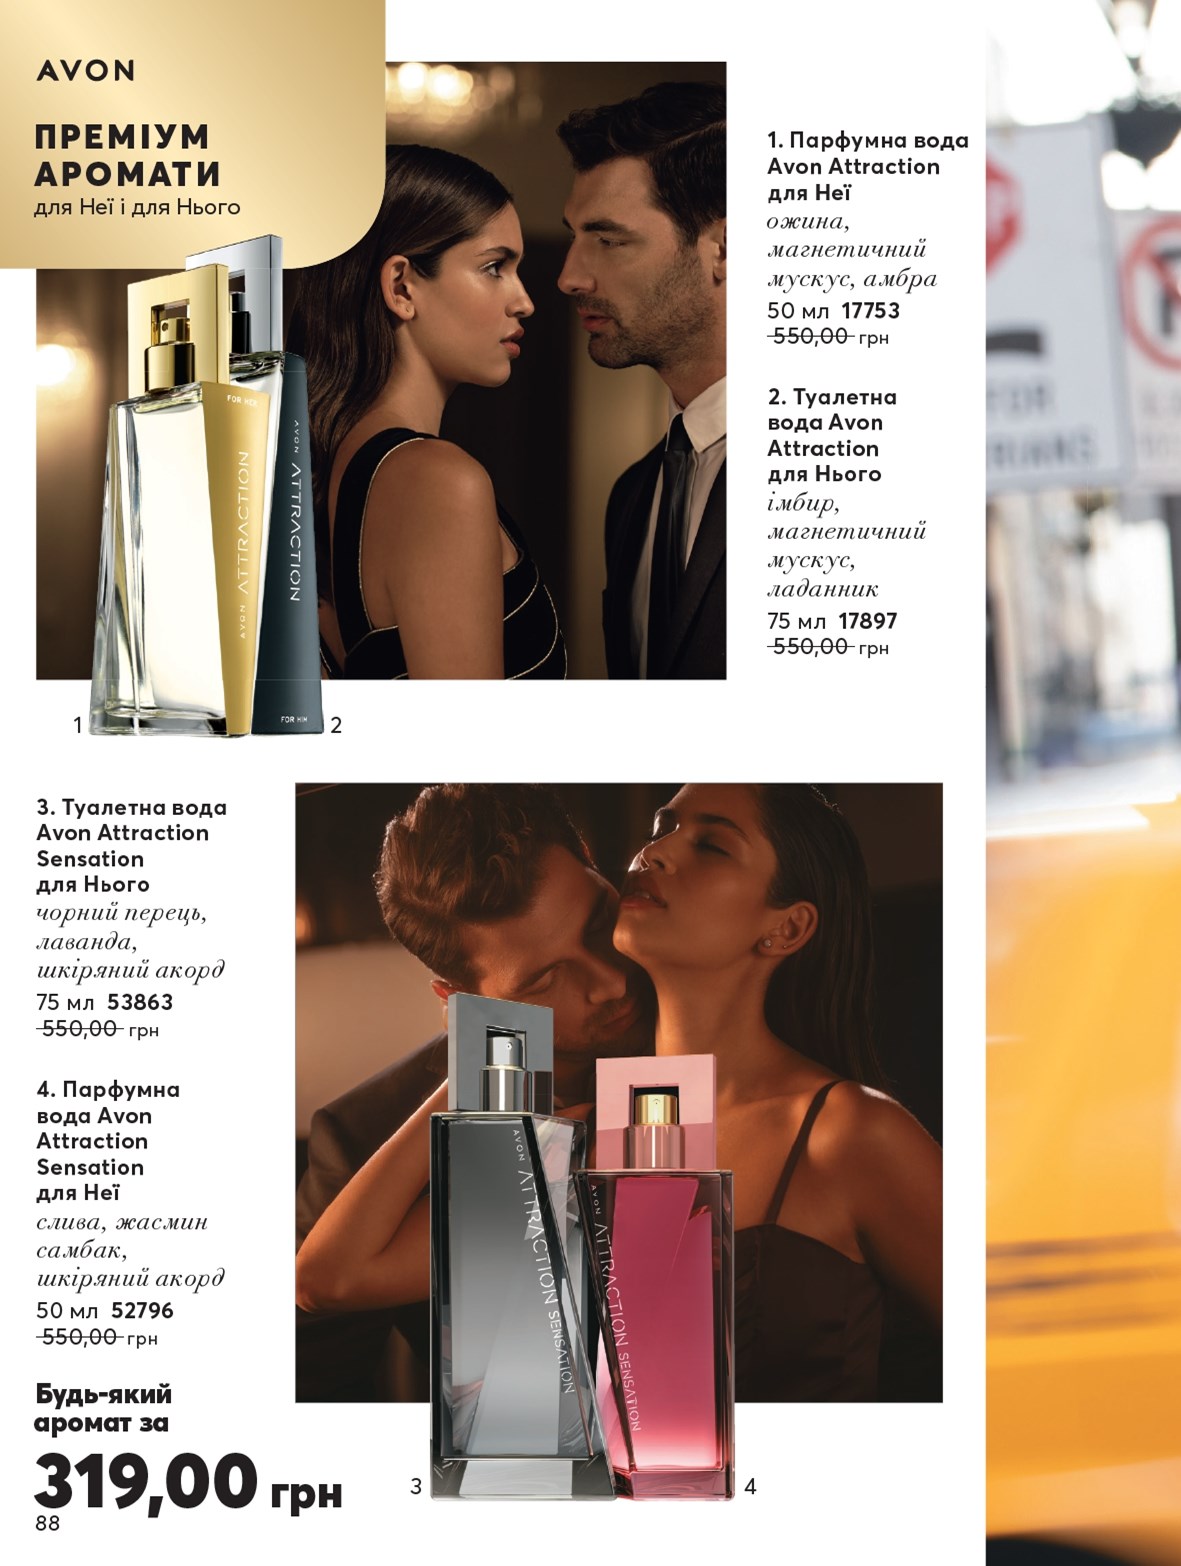 AVON
ПРЕМІУМ
АРОМАТИ
для Неї і для Нього
1. Парфумна вода
Avon Attraction
для Неї
ожина,
магнетичний
мускус, амбра
50 мл 17753
550,00 грн
2. Туалетна
вода Avon
Attraction
для Нього
імбир,
магнетичний
мускус,
ладанник
75 мл 17897
550,00 грн
FOR HER
AVON ATTRACTION
AVON ATTRACTION
FOR HIM
1
2
3. Туалетна вода
Avon Attraction
Sensation
для Нього
чорний перець,
лаванда,
шкіряний акорд
75 мл 53863
550,00 грн
4. Парфумна
вода Avon
Attraction
Sensation
для Неї
слива, жасмин
самбак,
шкіряний акорд
50 мл 52796
550,00 грн
AVON ATTRACTION SENSATION
AVON ATTRACTION SENSATION
3
4
Будь-який
аромат за
319,00 грн
88
FOR